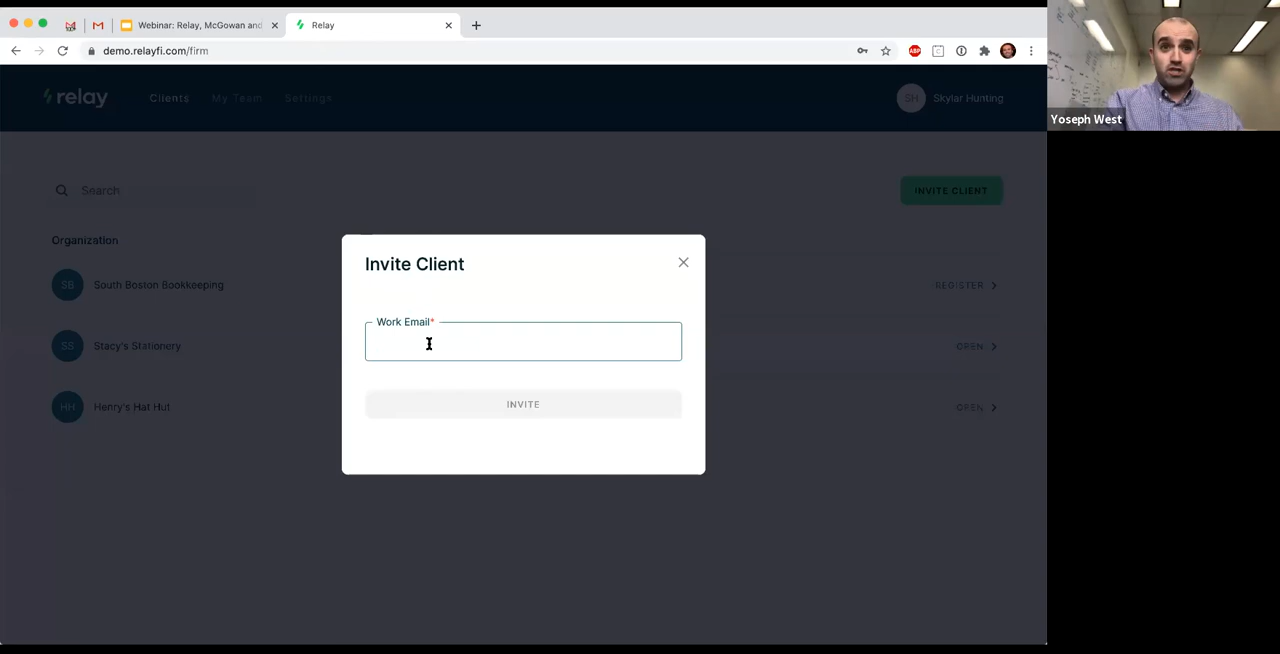 Webinar: Relay, McGowan and
Relay
demo.relayfi.com/firm
ABP
relay
Clients
My Team
Settings
SH
Skylar Hunting
Yoseph West
Search
INVITE CLIENT
Organization
SB
South Boston Bookkeeping
REGISTER
SS
Stacy's Stationery
OPEN
HH
Henry's Hat Hut
OPEN
Invite Client
Work Email*
INVITE